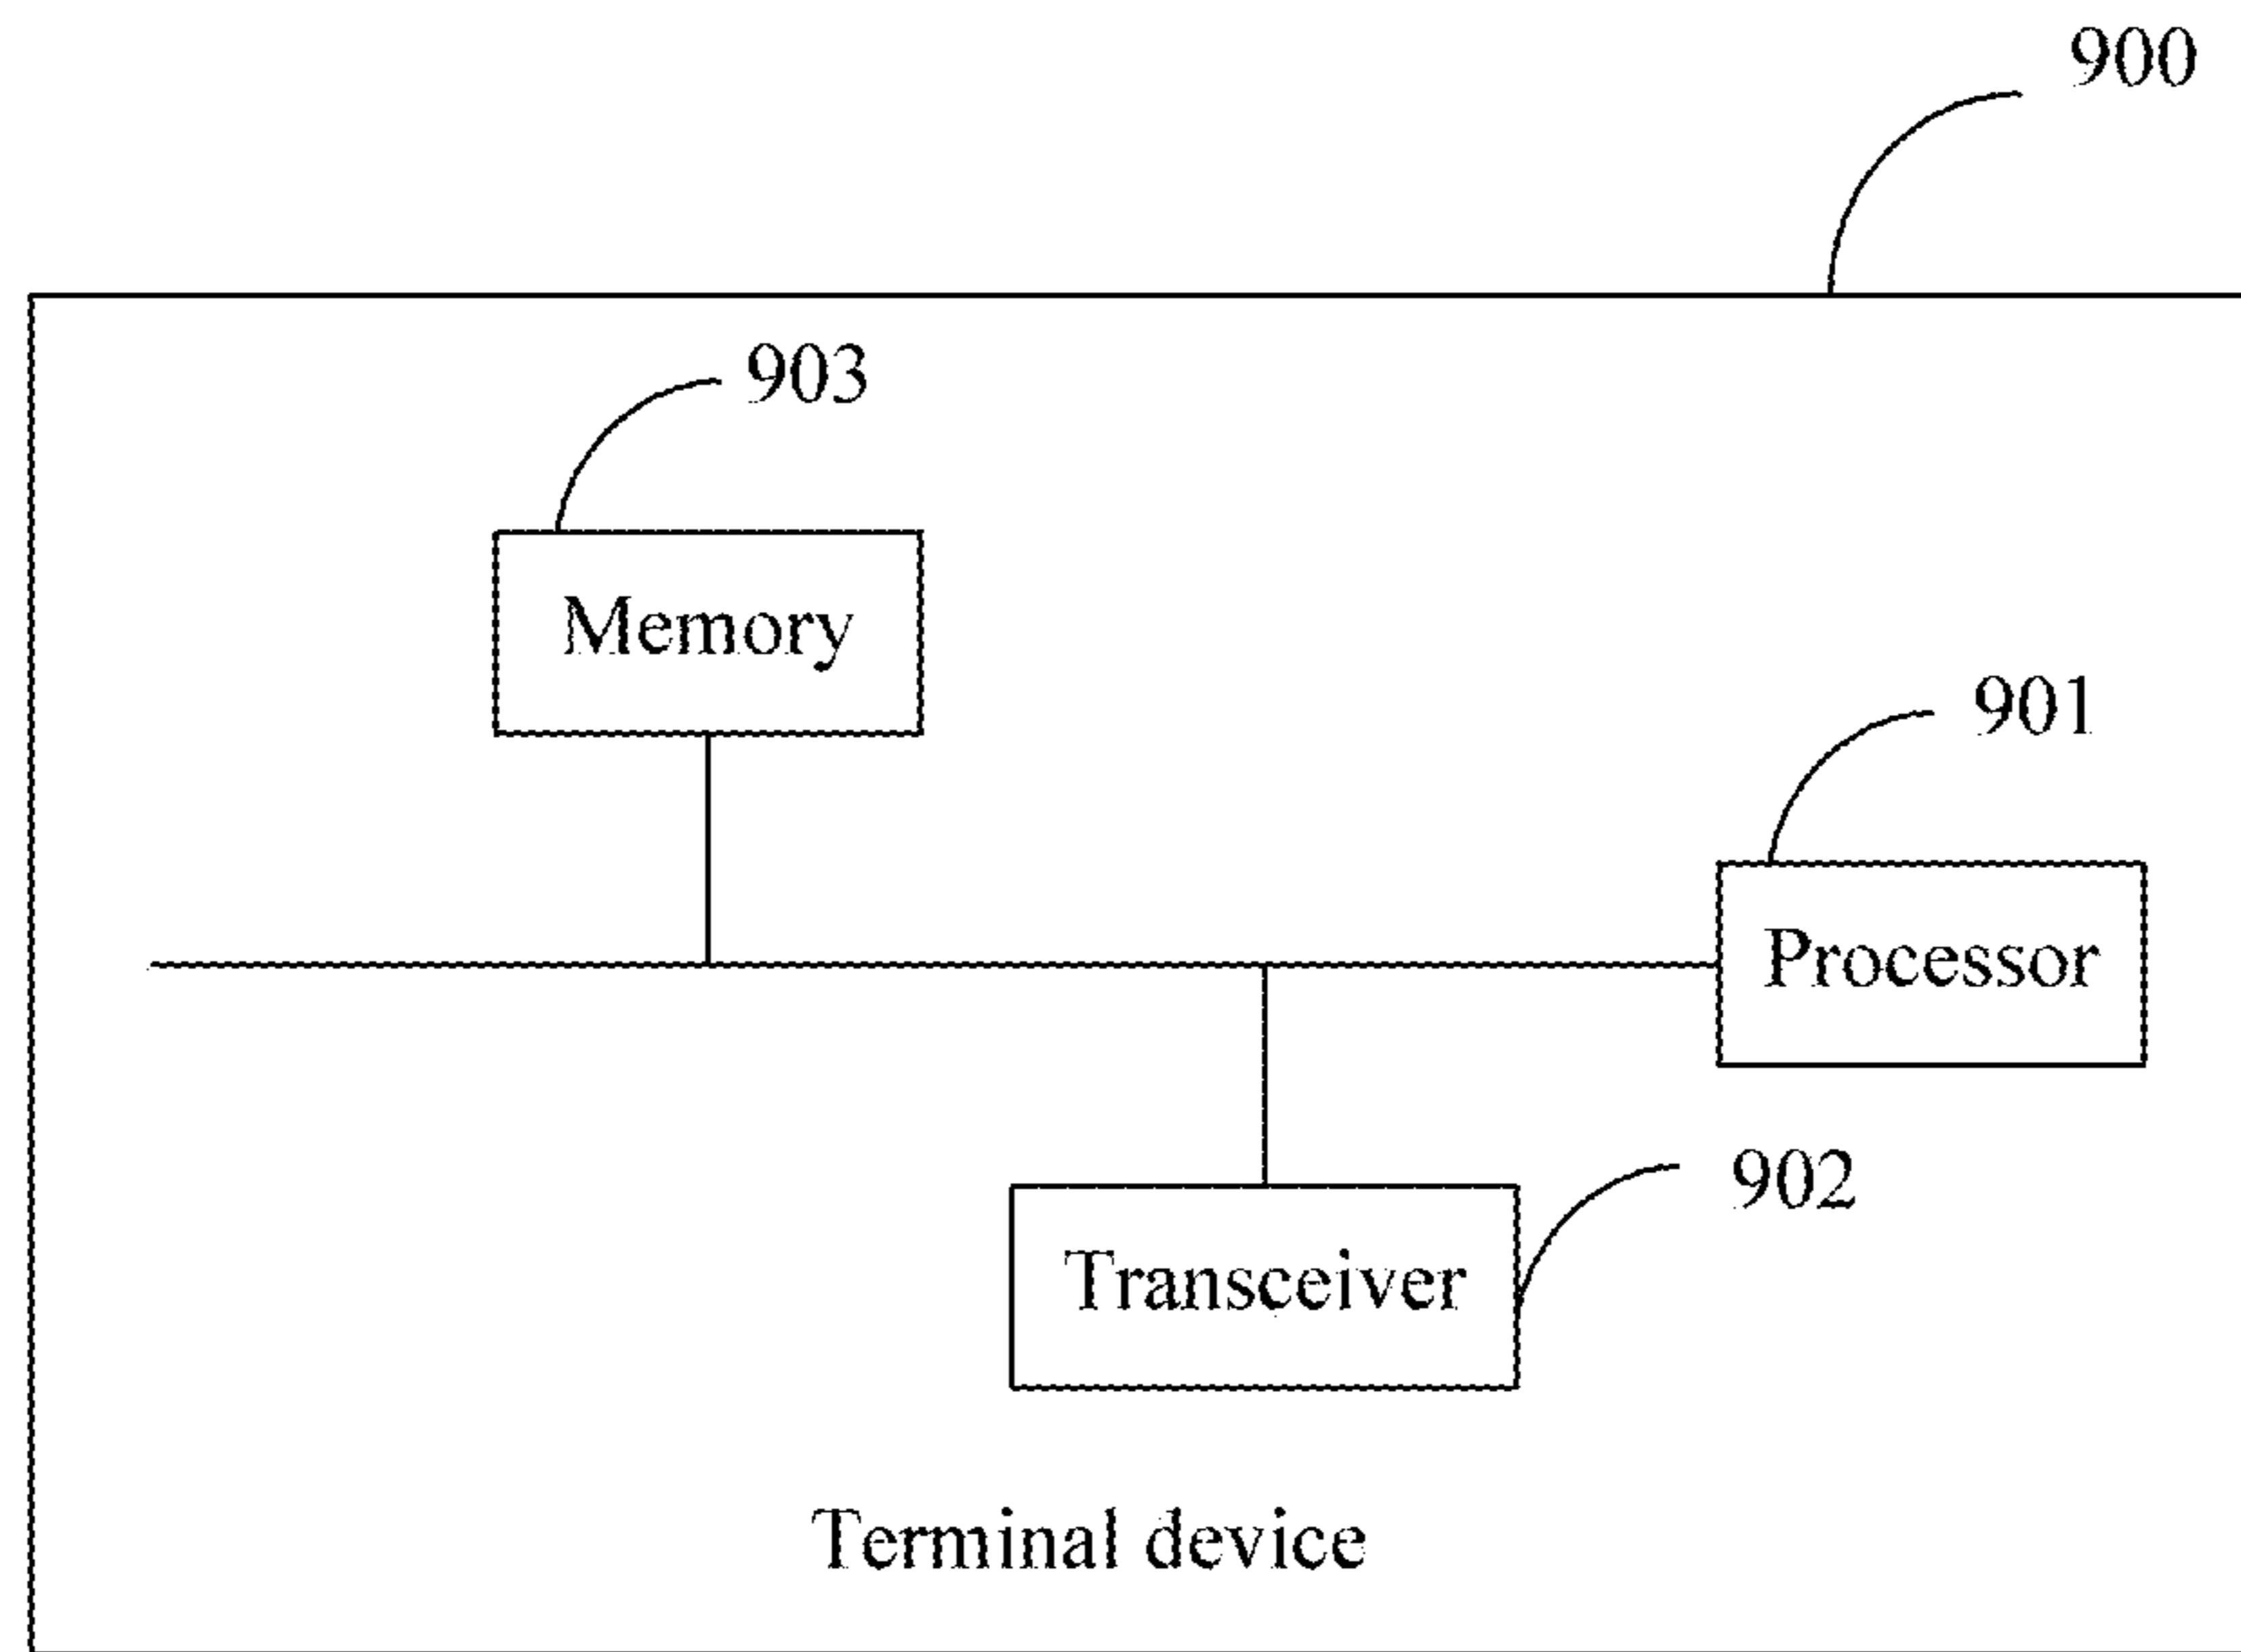 900
903
Memory
901
Processor
902
Transceiver
Terminal device